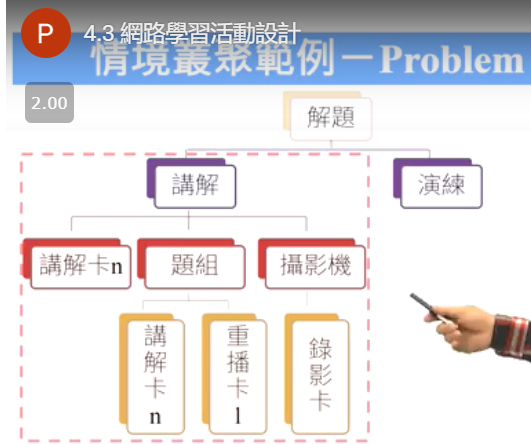 P
4.3 網路學習活動設計
情境叢聚範例－Problem
2.00
解題
講解
演練
講解卡n
題組
攝影機
講解卡n
重播卡1
錄影卡